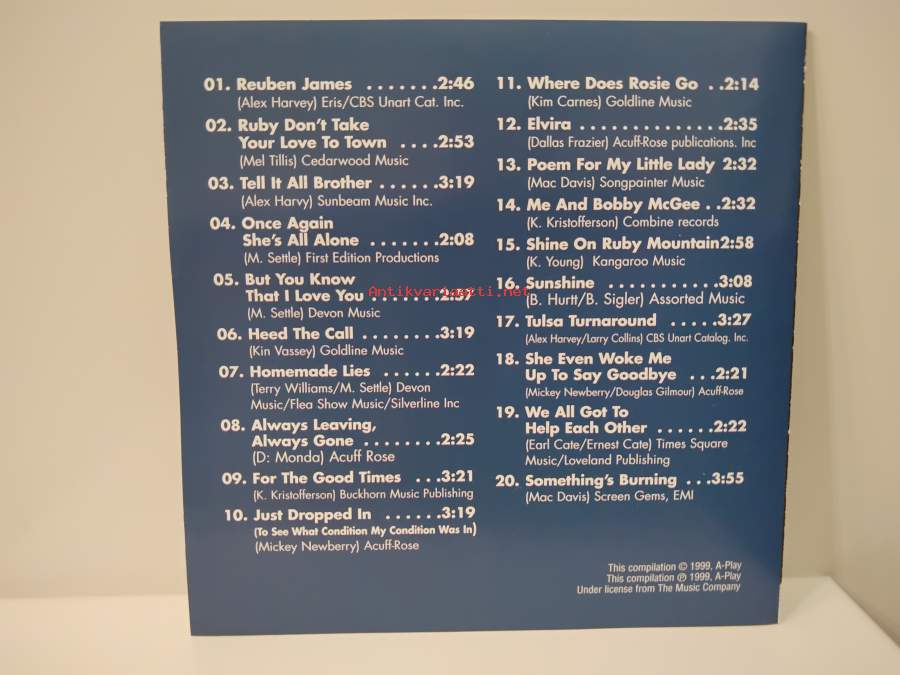 01. Reuben James .......2:46
(Alex Harvey) Eris/CBS Unart Cat. Inc.
02. Ruby Don't Take
Your Love To Town ....2:53
(Mel Tillis) Cedarwood Music
03. Tell It All Brother ......3:19
(Alex Harvy) Sunbeam Music Inc.
04. Once Again
She's All Alone .......2:08
(M. Settle) First Edition Productions
05. But You Know
That I Love You ......
(M. Settle) Devon Music
06. Heed The Call ........3:19
(Kin Vassey) Goldline Music
07. Homemade Lies ......2:22
(Terry Williams/M. Settle) Devon
Music/Flea Show Music/Silverline Inc
08. Always Leaving,
Always Gone ........2:25
(D: Monda) Acuff Rose
09. For The Good Times ...3:21
(K. Kristofferson) Buckhorn Music Publishing
10. Just Dropped In ......3:19
(To See What Condition My Condition Was In)
(Mickey Newberry) Acuff-Rose
11. Where Does Rosie Go ..2:14
(Kim Carnes) Goldline Music
12. Elvira ..............2:35
(Dallas Frazier) Acuff-Rose publications. Inc
13. Poem For My Little Lady 2:32
(Mac Davis) Songpainter Music
14. Me And Bobby McGee ..2:32
(K. Kristofferson) Combine records
15. Shine On Ruby Mountain2:58
(K. Young) Kangaroo Music
16. Sunshine ...........3:08
(B. Hurtt/B. Sigler) Assorted Music
17. Tulsa Turnaround .....3:27
(Alex Harvey/Larry Collins) CBS Unart Catalog. Inc.
18. She Even Woke Me
Up To Say Goodbye ...2:21
(Mickey Newberry/Douglas Gilmour) Acuff-Rose
19. We All Got To
Help Each Other ......2:22
(Earl Cate/Ernest Cate) Times Square
Music/Loveland Publishing
20. Something's Burning ...3:55
(Mac Davis) Screen Gems, EMI
This compilation © 1999, A-Play
This compilation ℗ 1999, A-Play
Under license from The Music Company
Antikvariaatti.net